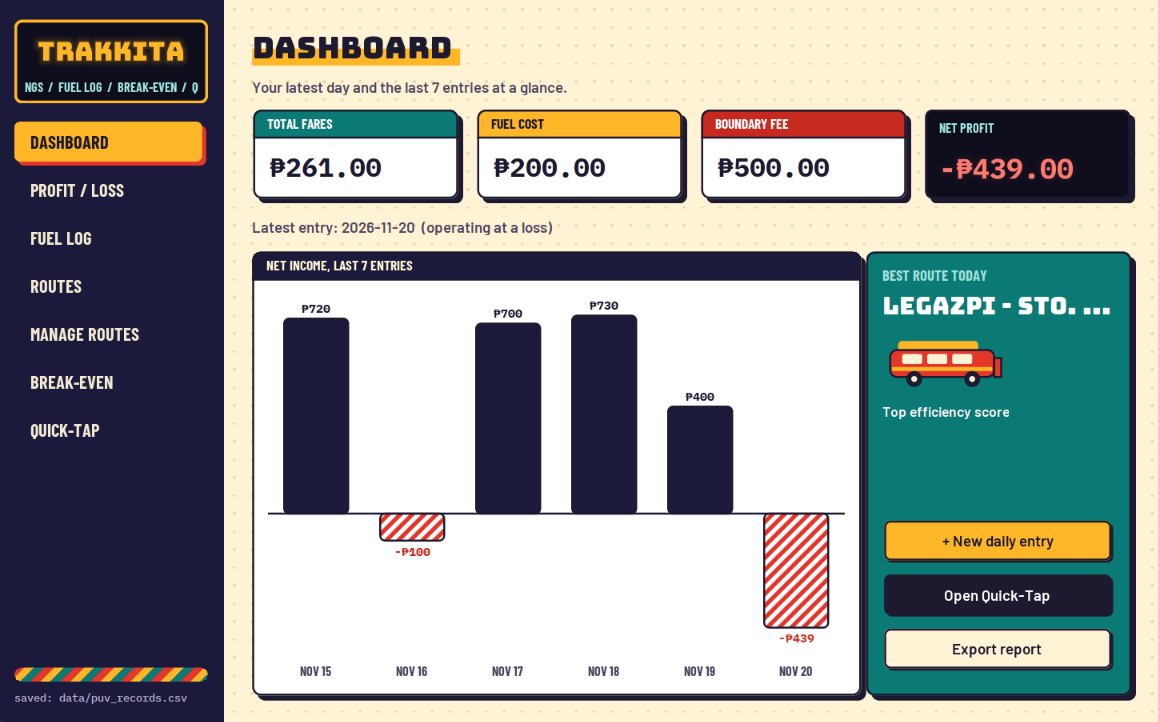 TRAKKITA
NGS / FUEL LOG / BREAK-EVEN / Q
DASHBOARD
PROFIT / LOSS
FUEL LOG
ROUTES
MANAGE ROUTES
BREAK-EVEN
QUICK-TAP
saved: data/puv_records.csv
DASHBOARD
Your latest day and the last 7 entries at a glance.
TOTAL FARES
₱261.00
FUEL COST
₱200.00
BOUNDARY FEE
₱500.00
NET PROFIT
-₱439.00
Latest entry: 2026-11-20 (operating at a loss)
NET INCOME, LAST 7 ENTRIES
₱720
-₱100
₱700
₱730
₱400
-₱439
NOV 15
NOV 16
NOV 17
NOV 18
NOV 19
NOV 20
BEST ROUTE TODAY
LEGAZPI - STO. ...
Top efficiency score
+ New daily entry
Open Quick-Tap
Export report